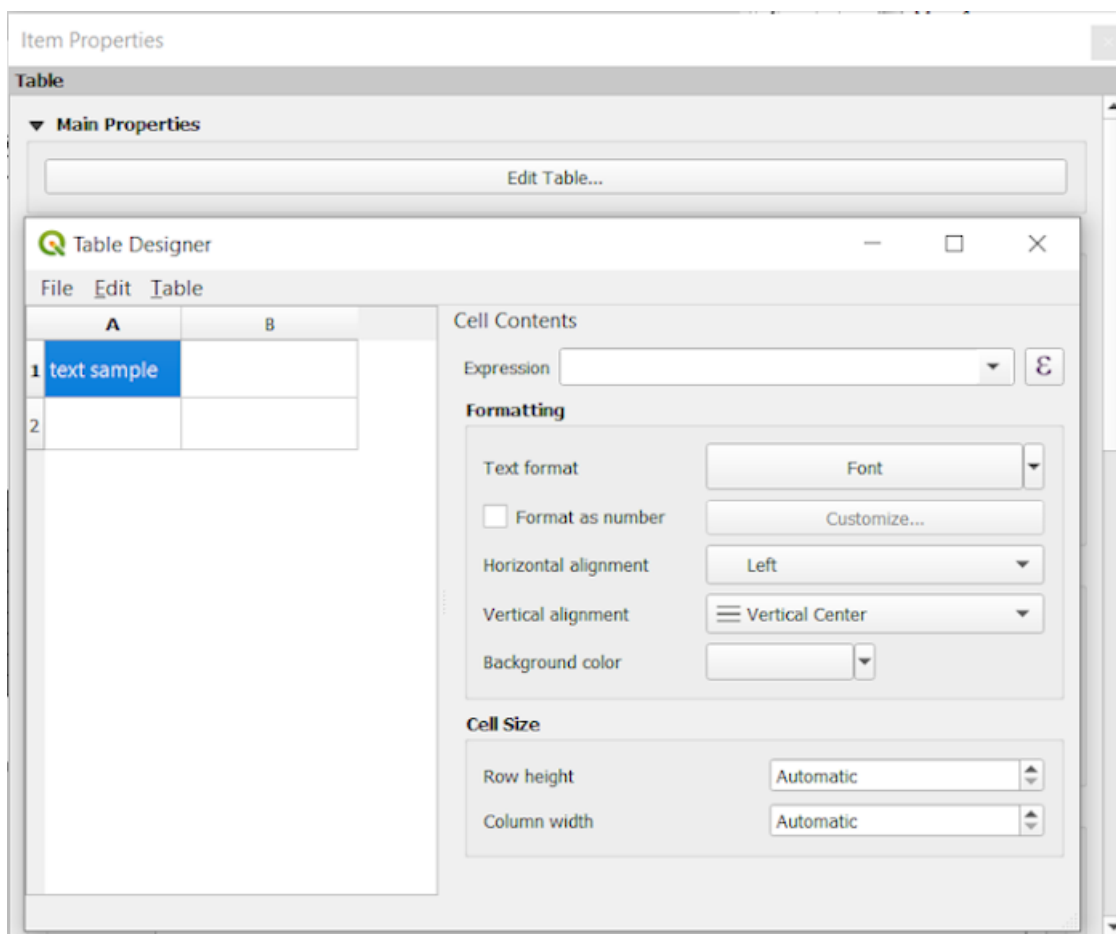 Item Properties
Table
Main Properties
Edit Table...
Table Designer
File Edit Table
A B
1 text sample
2
Cell Contents
Expression ε
Formatting
Text format Font
Format as number Customize...
Horizontal alignment Left
Vertical alignment Vertical Center
Background color
Cell Size
Row height Automatic
Column width Automatic